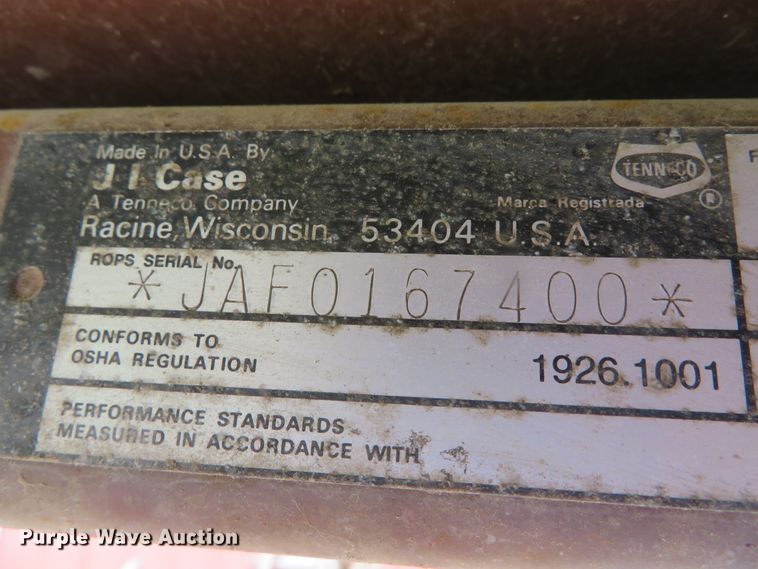 Made In U.S.A. By
J I Case
A Tenneco Company
Racine, Wisconsin 53404 U.S.A.
Marca Registrada
TENNECO
®
ROPS SERIAL No.
*JAF0167400*
CONFORMS TO
OSHA REGULATION
1926.1001
PERFORMANCE STANDARDS
MEASURED IN ACCORDANCE WITH
Purple Wave Auction